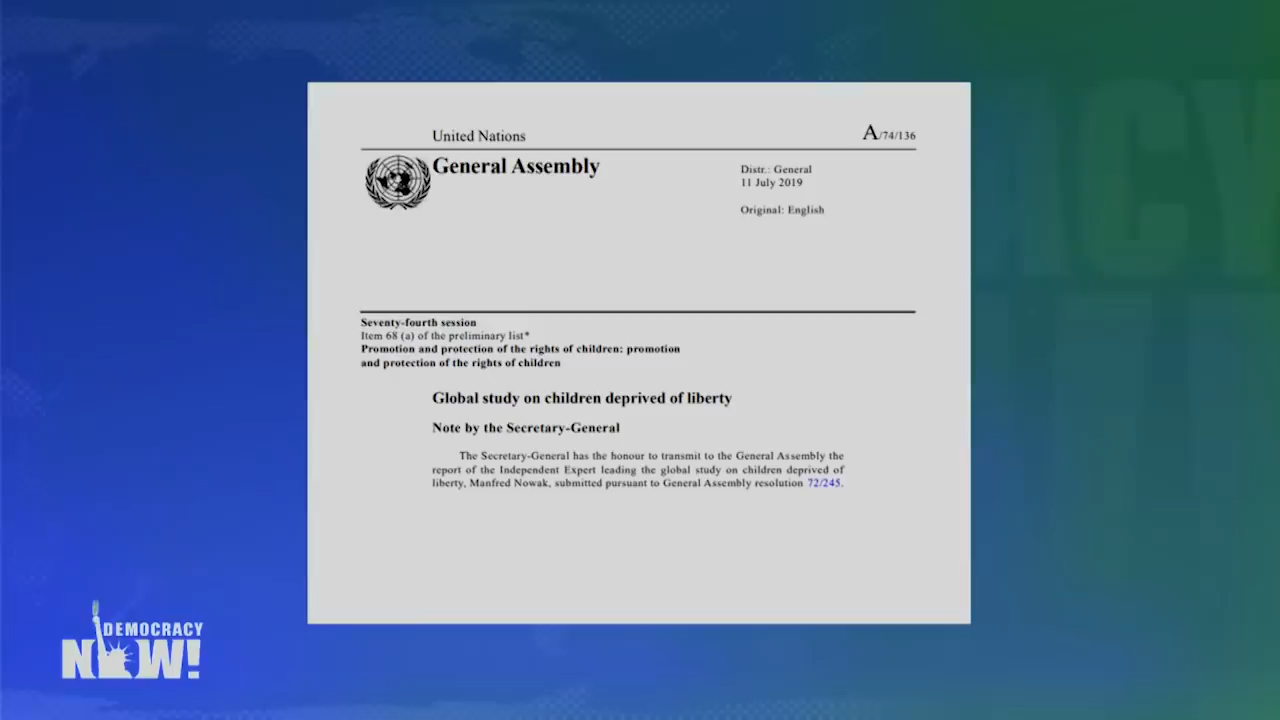 United Nations
A/74/136
General Assembly
Distr.: General
11 July 2019
Original: English
Seventy-fourth session
Item 68 (a) of the preliminary list*
Promotion and protection of the rights of children: promotion
and protection of the rights of children
Global study on children deprived of liberty
Note by the Secretary-General
The Secretary-General has the honour to transmit to the General Assembly the
report of the Independent Expert leading the global study on children deprived of
liberty, Manfred Nowak, submitted pursuant to General Assembly resolution 72/245.
DEMOCRACY
NOW!
ACY